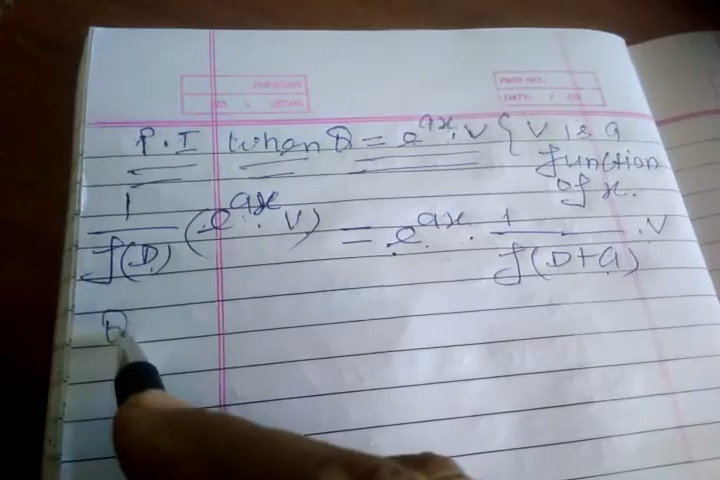 P.I when Q = e^ax.V { V is a
function
of x.
1/f(D) (e^ax.V) = e^ax. 1/f(D+a) .V
D